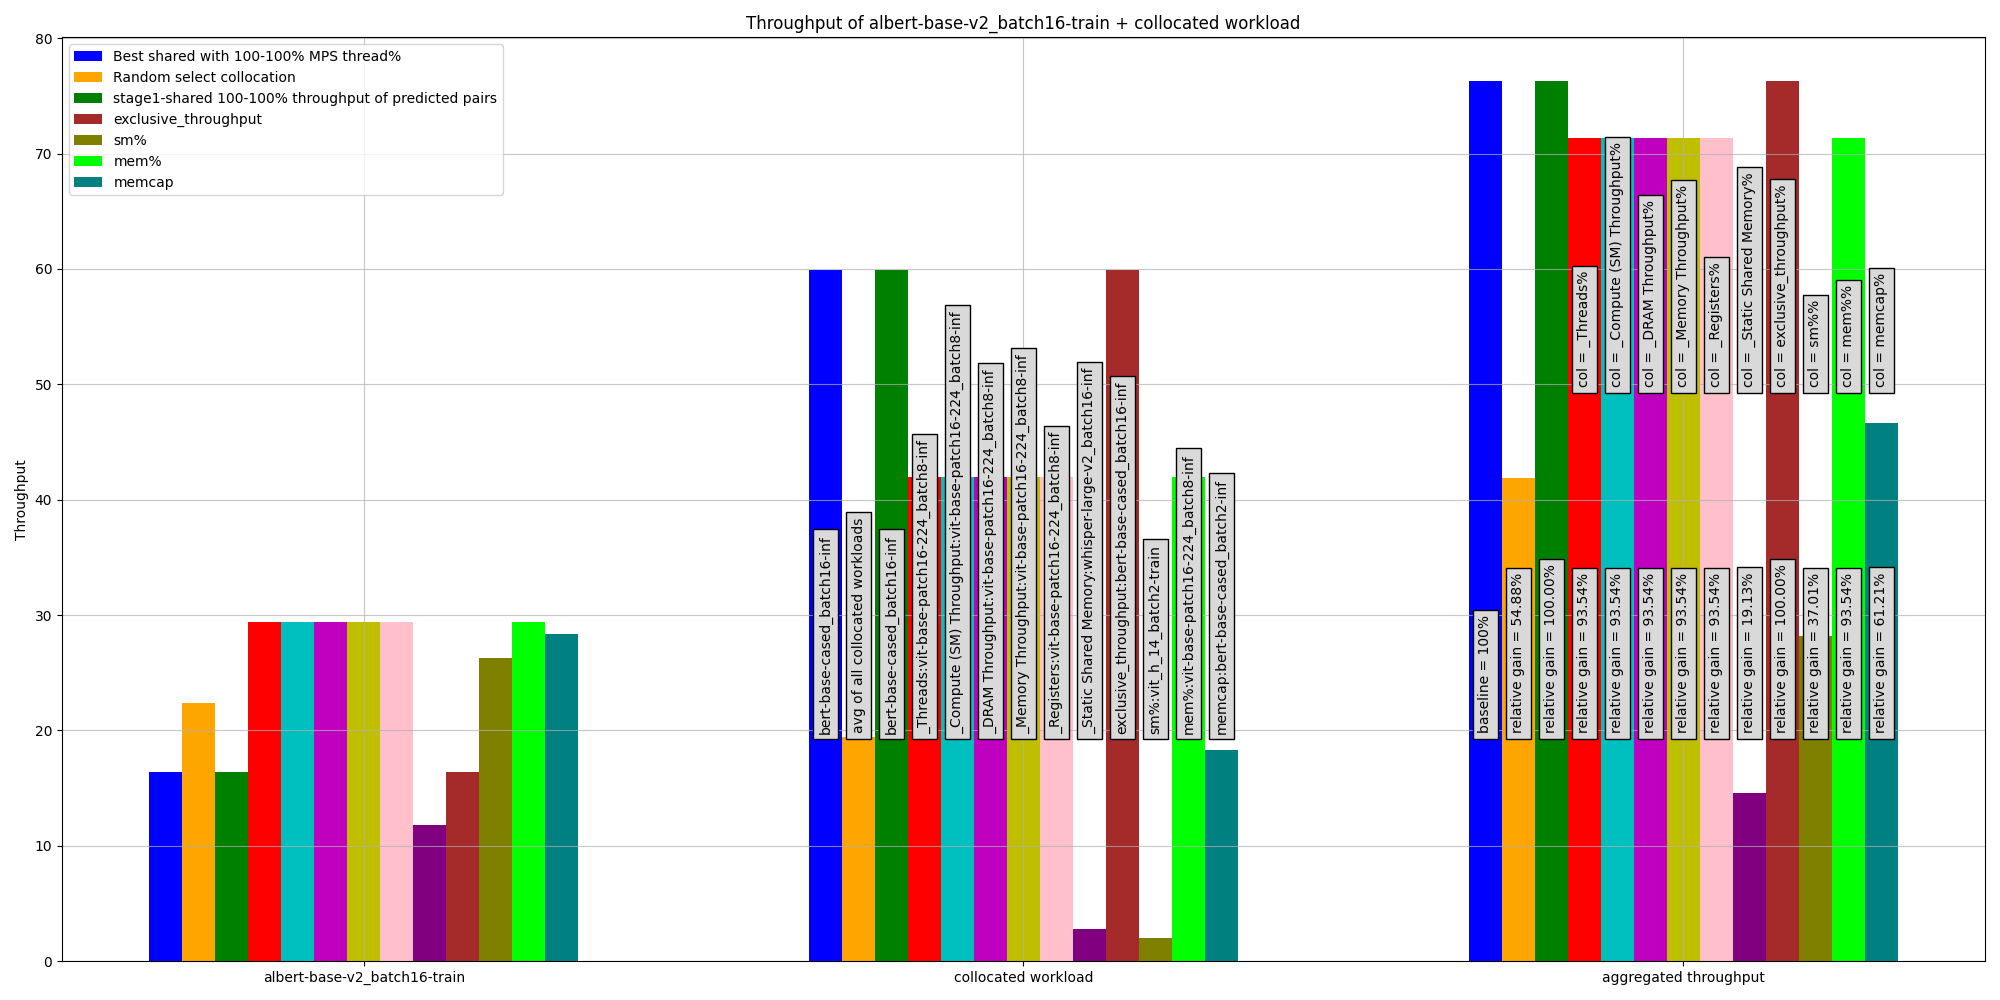 Throughput of albert-base-v2_batch16-train + collocated workload
Best shared with 100-100% MPS thread%
Random select collocation
stage1-shared 100-100% throughput of predicted pairs
exclusive_throughput
sm%
mem%
memcap
Throughput
80
70
60
50
40
30
20
10
0
bert-base-cased_batch16-inf
avg of all collocated workloads
bert-base-cased_batch16-inf
_Threads:vit-base-patch16-224_batch8-inf
_Compute (SM) Throughput:vit-base-patch16-224_batch8-inf
_DRAM Throughput:vit-base-patch16-224_batch8-inf
_Memory Throughput:vit-base-patch16-224_batch8-inf
_Registers:vit-base-patch16-224_batch8-inf
_Static Shared Memory:whisper-large-v2_batch16-inf
exclusive_throughput:bert-base-cased_batch16-inf
sm%:vit_h_14_batch2-train
mem%:vit-base-patch16-224_batch8-inf
memcap:bert-base-cased_batch2-inf
col = _Threads%
col = _Compute (SM) Throughput%
col = _DRAM Throughput%
col = _Memory Throughput%
col = _Registers%
col = _Static Shared Memory%
col = exclusive_throughput%
col = sm%%
col = mem%%
col = memcap%
baseline = 100%
relative gain = 54.88%
relative gain = 100.00%
relative gain = 93.54%
relative gain = 93.54%
relative gain = 93.54%
relative gain = 93.54%
relative gain = 93.54%
relative gain = 19.13%
relative gain = 100.00%
relative gain = 37.01%
relative gain = 93.54%
relative gain = 61.21%
albert-base-v2_batch16-train
collocated workload
aggregated throughput